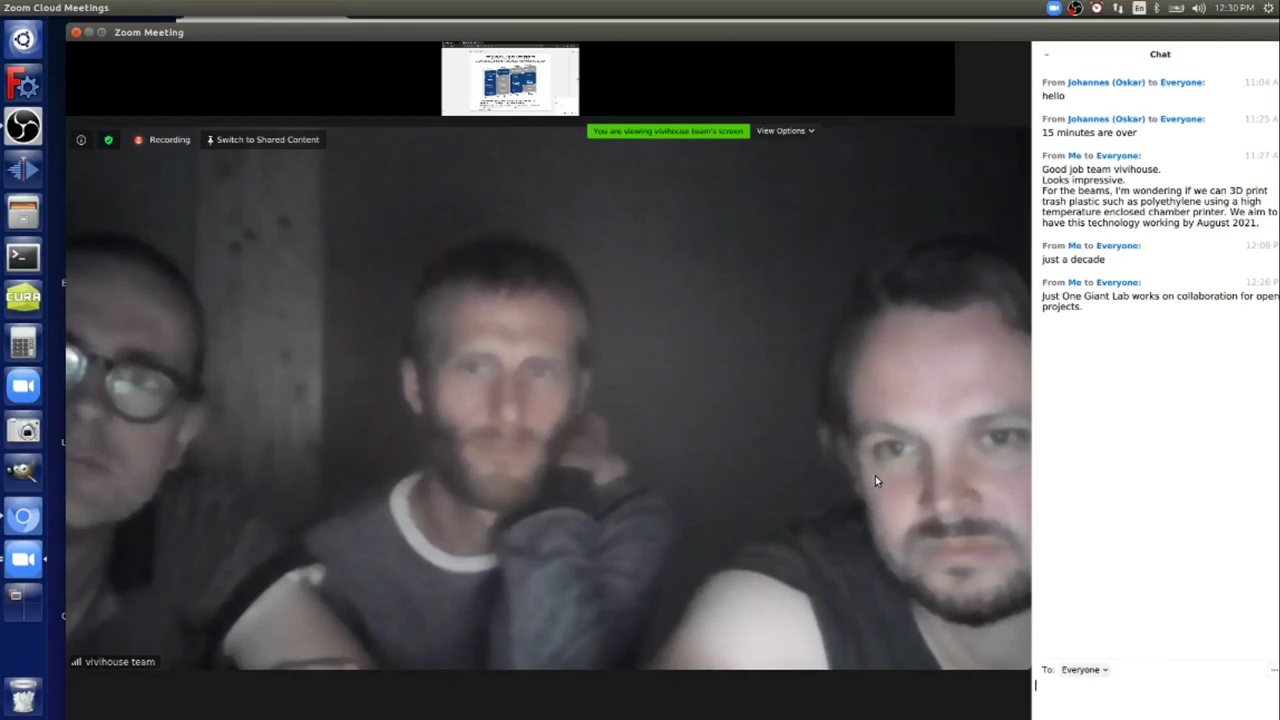 Zoom Cloud Meetings
En
12:30 PM
Zoom Meeting
Chat
You are viewing vivihouse team's screen
View Options
Recording
Switch to Shared Content
From Johannes (Oskar) to Everyone:
11:04 A
hello
From Johannes (Oskar) to Everyone:
11:25 A
15 minutes are over
From Me to Everyone:
11:27 A
Good job team vivihouse.
Looks impressive.
For the beams, I'm wondering if we can 3D print
trash plastic such as polyethylene using a high
temperature enclosed chamber printer. We aim to
have this technology working by August 2021.
From Me to Everyone:
12:09 P
just a decade
From Me to Everyone:
12:26 P
Just One Giant Lab works on collaboration for open
projects.
CURA
vivihouse team
To: Everyone